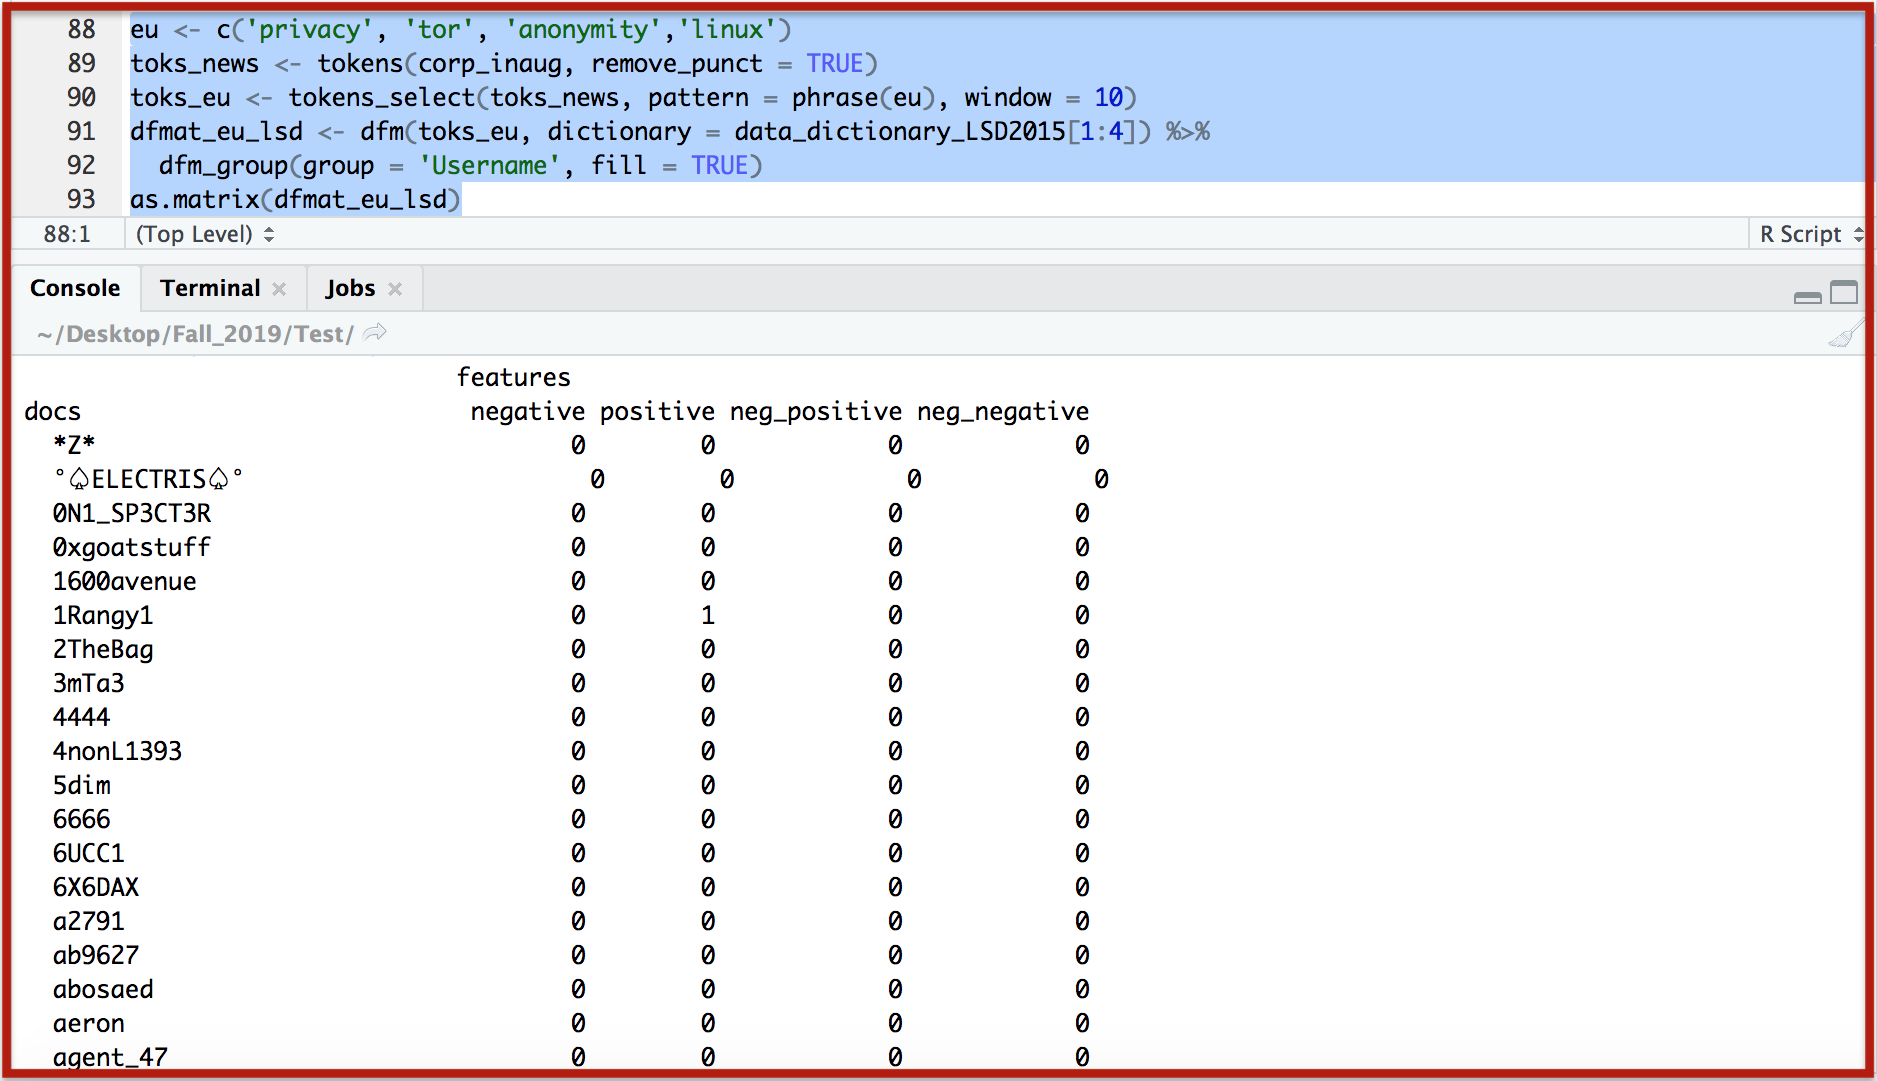 88 eu <- c('privacy', 'tor', 'anonymity','linux')
89 toks_news <- tokens(corp_inaug, remove_punct = TRUE)
90 toks_eu <- tokens_select(toks_news, pattern = phrase(eu), window = 10)
91 dfmat_eu_lsd <- dfm(toks_eu, dictionary = data_dictionary_LSD2015[1:4]) %>%
92   dfm_group(group = 'Username', fill = TRUE)
93 as.matrix(dfmat_eu_lsd)
88:1 (Top Level) R Script
Console Terminal Jobs
~/Desktop/Fall_2019/Test/
features
docs negative positive neg_positive neg_negative
*Z* 0 0 0 0
°♤ELECTRIS♤° 0 0 0 0
0N1_SP3CT3R 0 0 0 0
0xgoatstuff 0 0 0 0
1600avenue 0 0 0 0
1Rangy1 0 1 0 0
2TheBag 0 0 0 0
3mTa3 0 0 0 0
4444 0 0 0 0
4nonL1393 0 0 0 0
5dim 0 0 0 0
6666 0 0 0 0
6UCC1 0 0 0 0
6X6DAX 0 0 0 0
a2791 0 0 0 0
ab9627 0 0 0 0
abosaed 0 0 0 0
aeron 0 0 0 0
agent_47 0 0 0 0